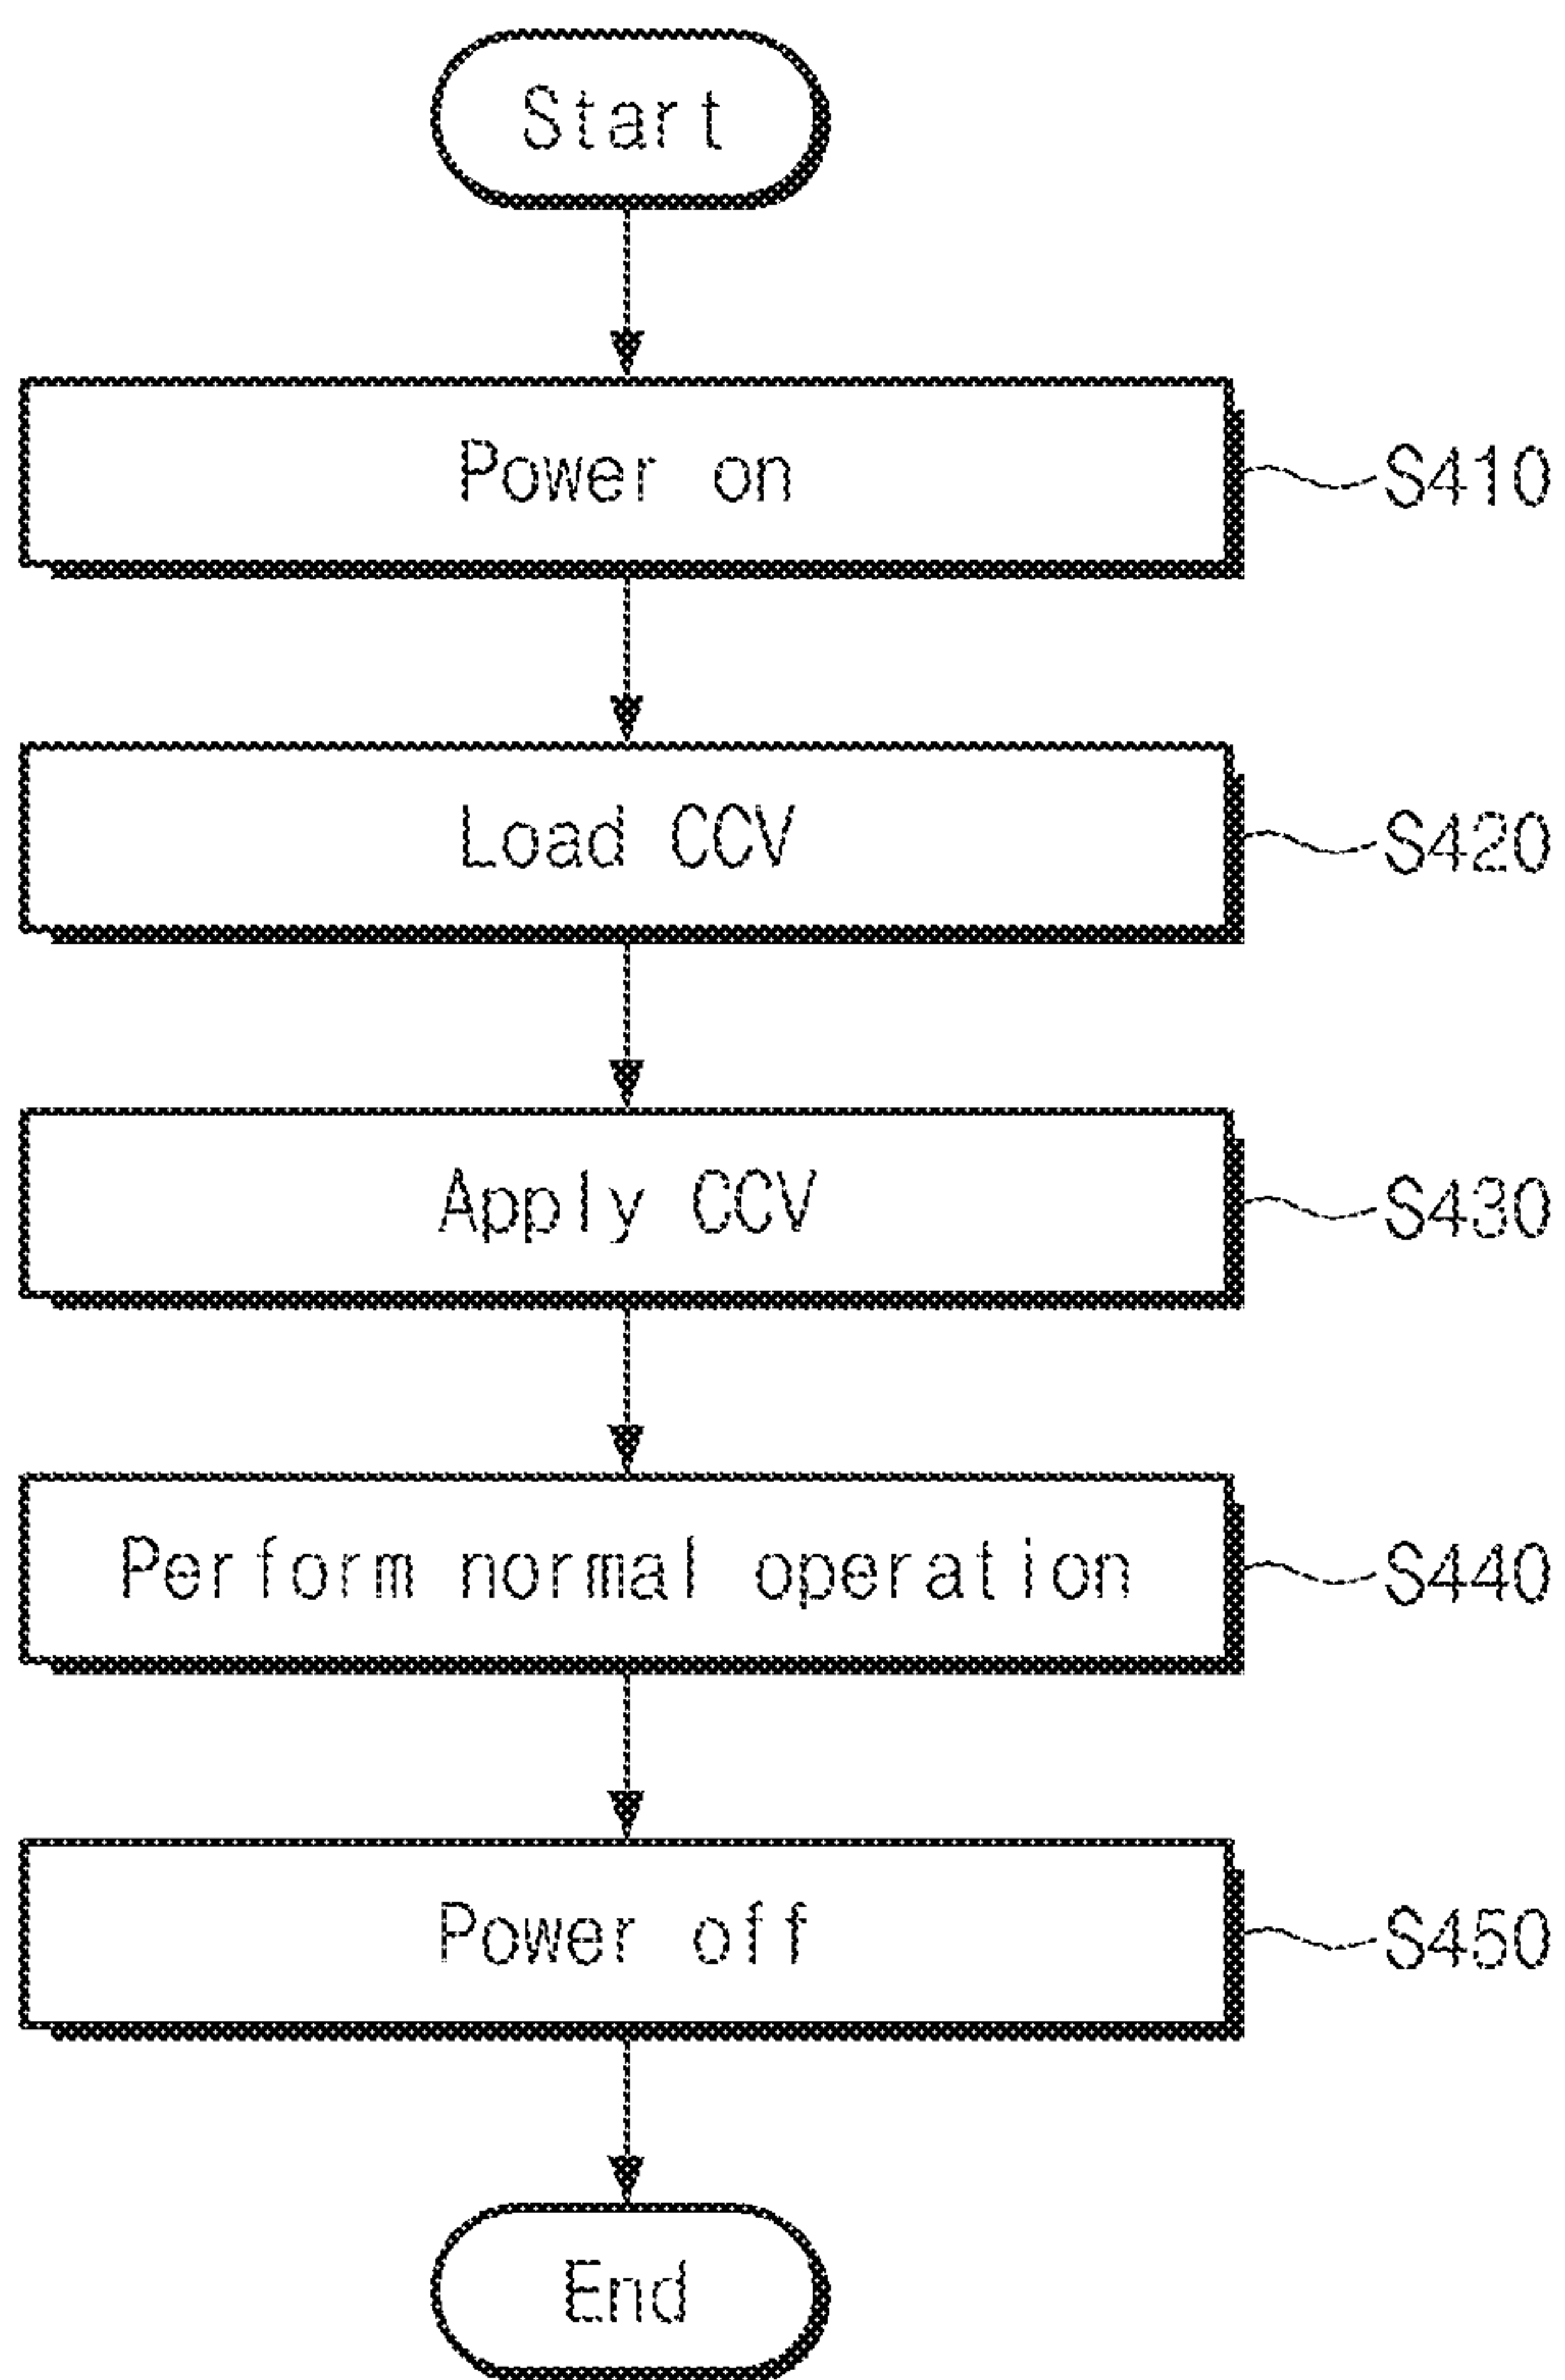 Start
Power on
S410
Load CCV
S420
Apply CCV
S430
Perform normal operation
S440
Power off
S450
End